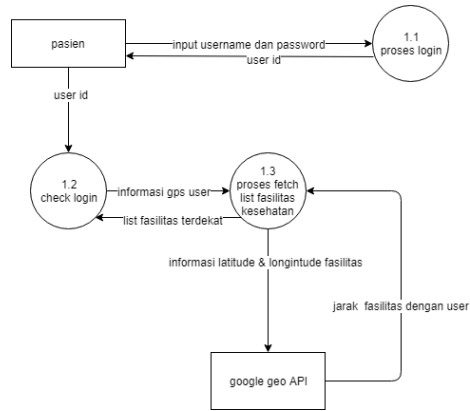 pasien
input username dan password
user id
1.1
proses login
user id
1.2
check login
informasi gps user
list fasilitas terdekat
1.3
proses fetch
list fasilitas
kesehatan
informasi latitude & longintude fasilitas
jarak fasilitas dengan user
google geo API